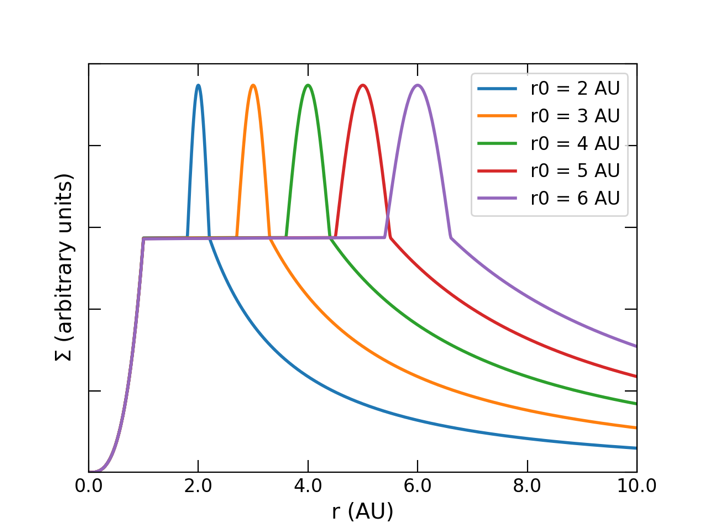 r0 = 2 AU
r0 = 3 AU
r0 = 4 AU
r0 = 5 AU
r0 = 6 AU
Σ (arbitrary units)
0.0 2.0 4.0 6.0 8.0 10.0
r (AU)